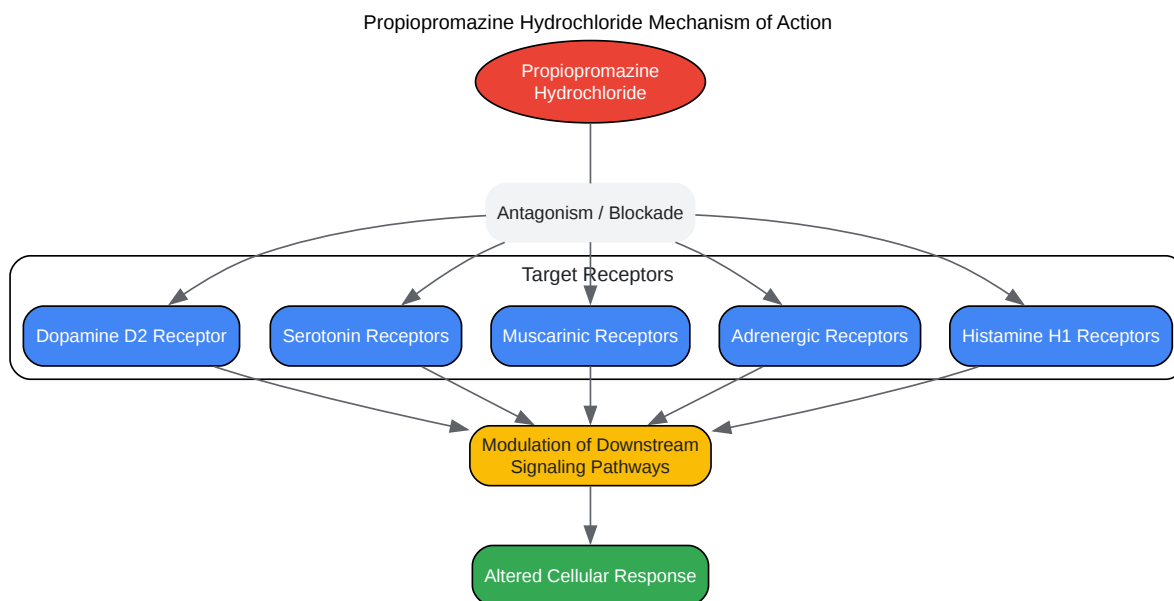 Propiopromazine Hydrochloride Mechanism of Action
Propiopromazine
Hydrochloride
Antagonism / Blockade
Target Receptors
Dopamine D2 Receptor
Serotonin Receptors
Muscarinic Receptors
Adrenergic Receptors
Histamine H1 Receptors
Modulation of Downstream
Signaling Pathways
Altered Cellular Response